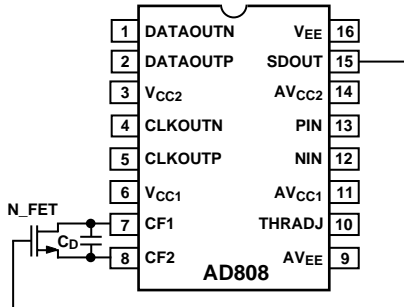 1 DATAOUTN VEE 16
2 DATAOUTP SDOUT 15
3 VCC2 AVCC2 14
4 CLKOUTN PIN 13
5 CLKOUTP NIN 12
6 VCC1 AVCC1 11
N_FET
CD
7 CF1 THRADJ 10
8 CF2 AVEE 9
AD808